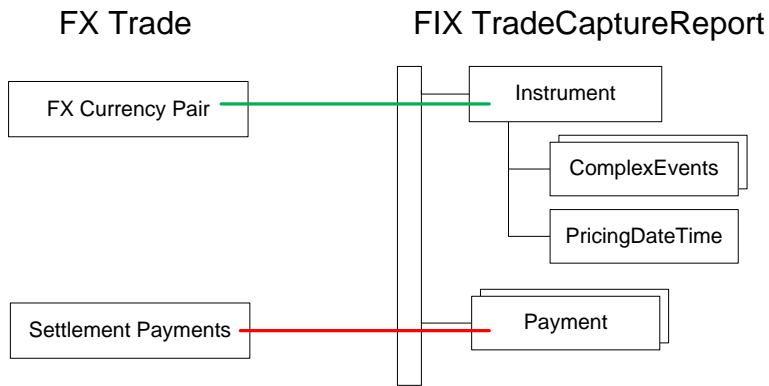 FX Trade
FIX TradeCaptureReport
FX Currency Pair
Instrument
ComplexEvents
PricingDateTime
Settlement Payments
Payment